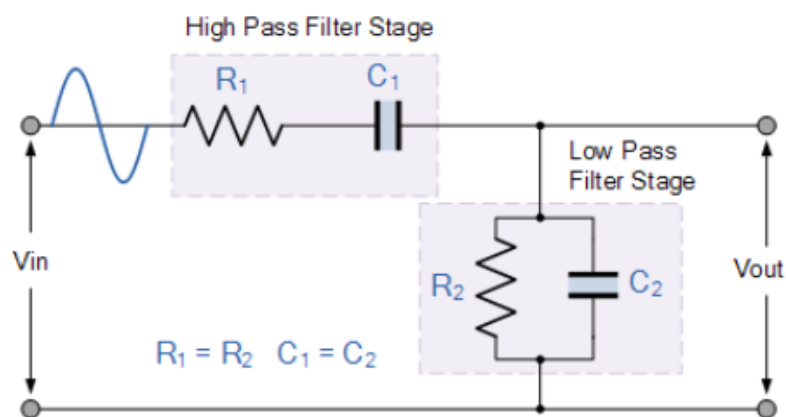 High Pass Filter Stage
R₁
C₁
Low Pass
Filter Stage
Vin
R₂
C₂
Vout
R₁ = R₂ C₁ = C₂